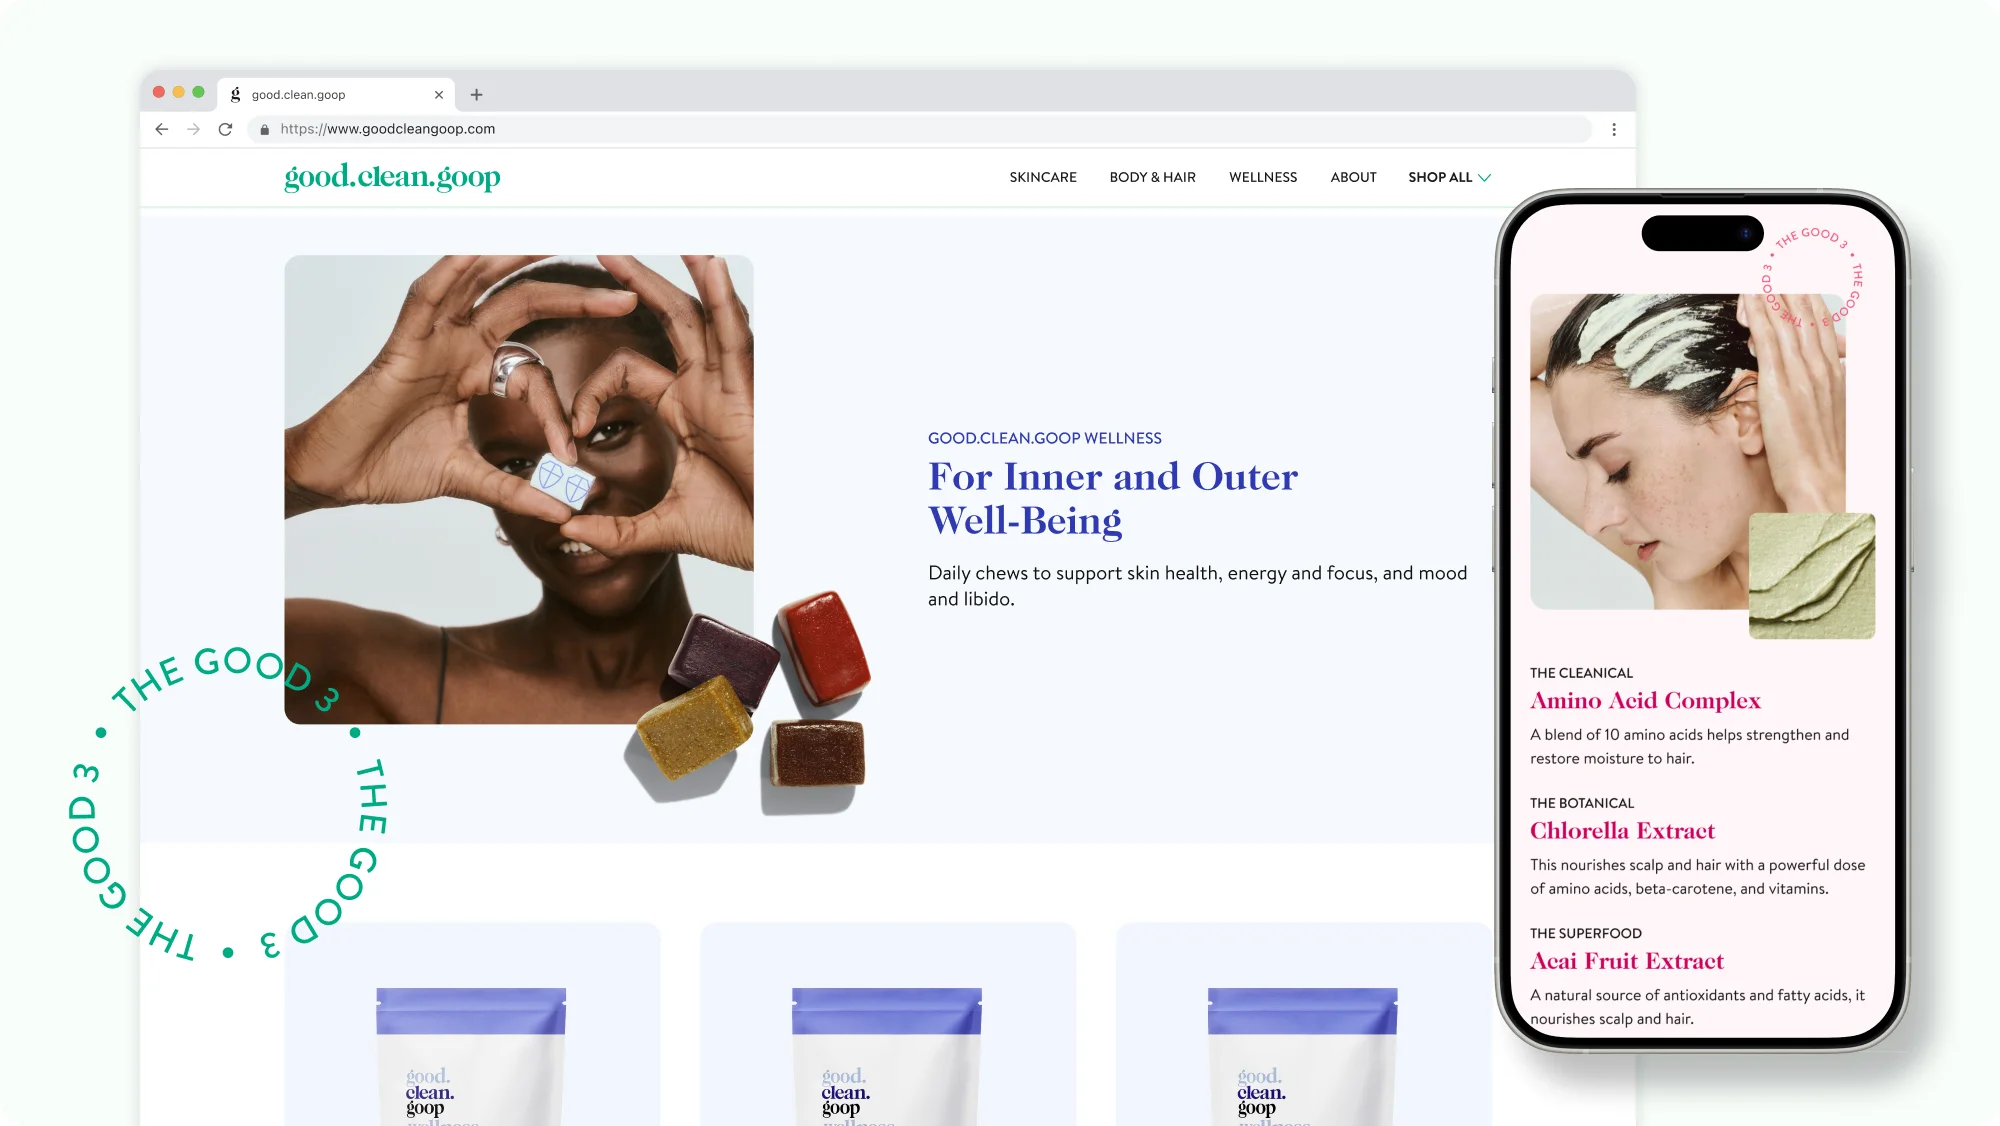 good.clean.goop
https://www.goodcleangoop.com
good.clean.goop
SKINCARE
BODY & HAIR
WELLNESS
ABOUT
SHOP ALL
GOOD.CLEAN.GOOP WELLNESS
For Inner and Outer
Well-Being
Daily chews to support skin health, energy and focus, and mood
and libido.
THE GOOD 3 • THE GOOD 3 • THE GOOD 3 •
good.
clean.
goop
wellness
good.
clean.
goop
wellness
good.
clean.
goop
THE GOOD 3 • THE GOOD 3 • THE GOOD 3 •
THE CLEANICAL
Amino Acid Complex
A blend of 10 amino acids helps strengthen and
restore moisture to hair.
THE BOTANICAL
Chlorella Extract
This nourishes scalp and hair with a powerful dose
of amino acids, beta-carotene, and vitamins.
THE SUPERFOOD
Acai Fruit Extract
A natural source of antioxidants and fatty acids, it
nourishes scalp and hair.